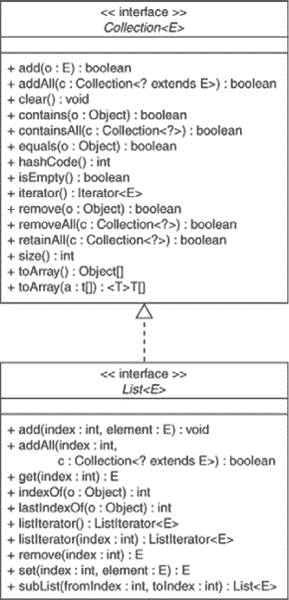 << interface >>
Collection<E>
+ add(o : E) : boolean
+ addAll(c : Collection<? extends E>) : boolean
+ clear() : void
+ contains(o : Object) : boolean
+ containsAll(c : Collection<?>) : boolean
+ equals(o : Object) : boolean
+ hashCode() : int
+ isEmpty() : boolean
+ iterator() : Iterator<E>
+ remove(o : Object) : boolean
+ removeAll(c : Collection<?>) : boolean
+ retainAll(c : Collection<?>) : boolean
+ size() : int
+ toArray() : Object[]
+ toArray(a : t[]) : <T>T[]
<< interface >>
List<E>
+ add(index : int, element : E) : void
+ addAll(index : int,
c : Collection<? extends E>) : boolean
+ get(index : int) : E
+ indexOf(o : Object) : int
+ lastIndexOf(o : Object) : int
+ listIterator() : ListIterator<E>
+ listIterator(index : int) : ListIterator<E>
+ remove(index : int) : E
+ set(index : int, element : E) : E
+ subList(fromIndex : int, toIndex : int) : List<E>